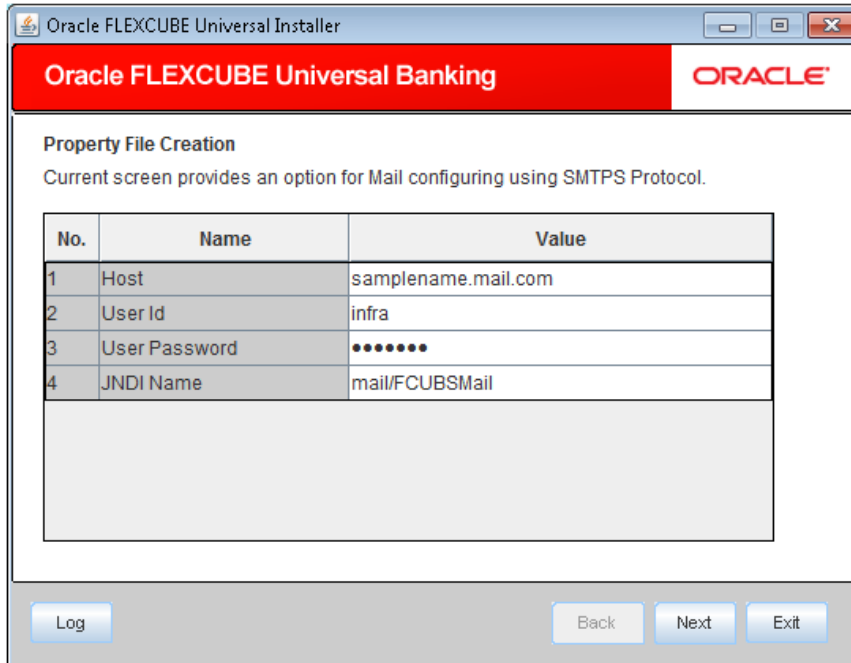 Oracle FLEXCUBE Universal Installer
Oracle FLEXCUBE Universal Banking
ORACLE
Property File Creation
Current screen provides an option for Mail configuring using SMTPS Protocol.
No. Name Value
1 Host samplename.mail.com
2 User Id infra
3 User Password •••••••
4 JNDI Name mail/FCUBSMail
Log Back Next Exit